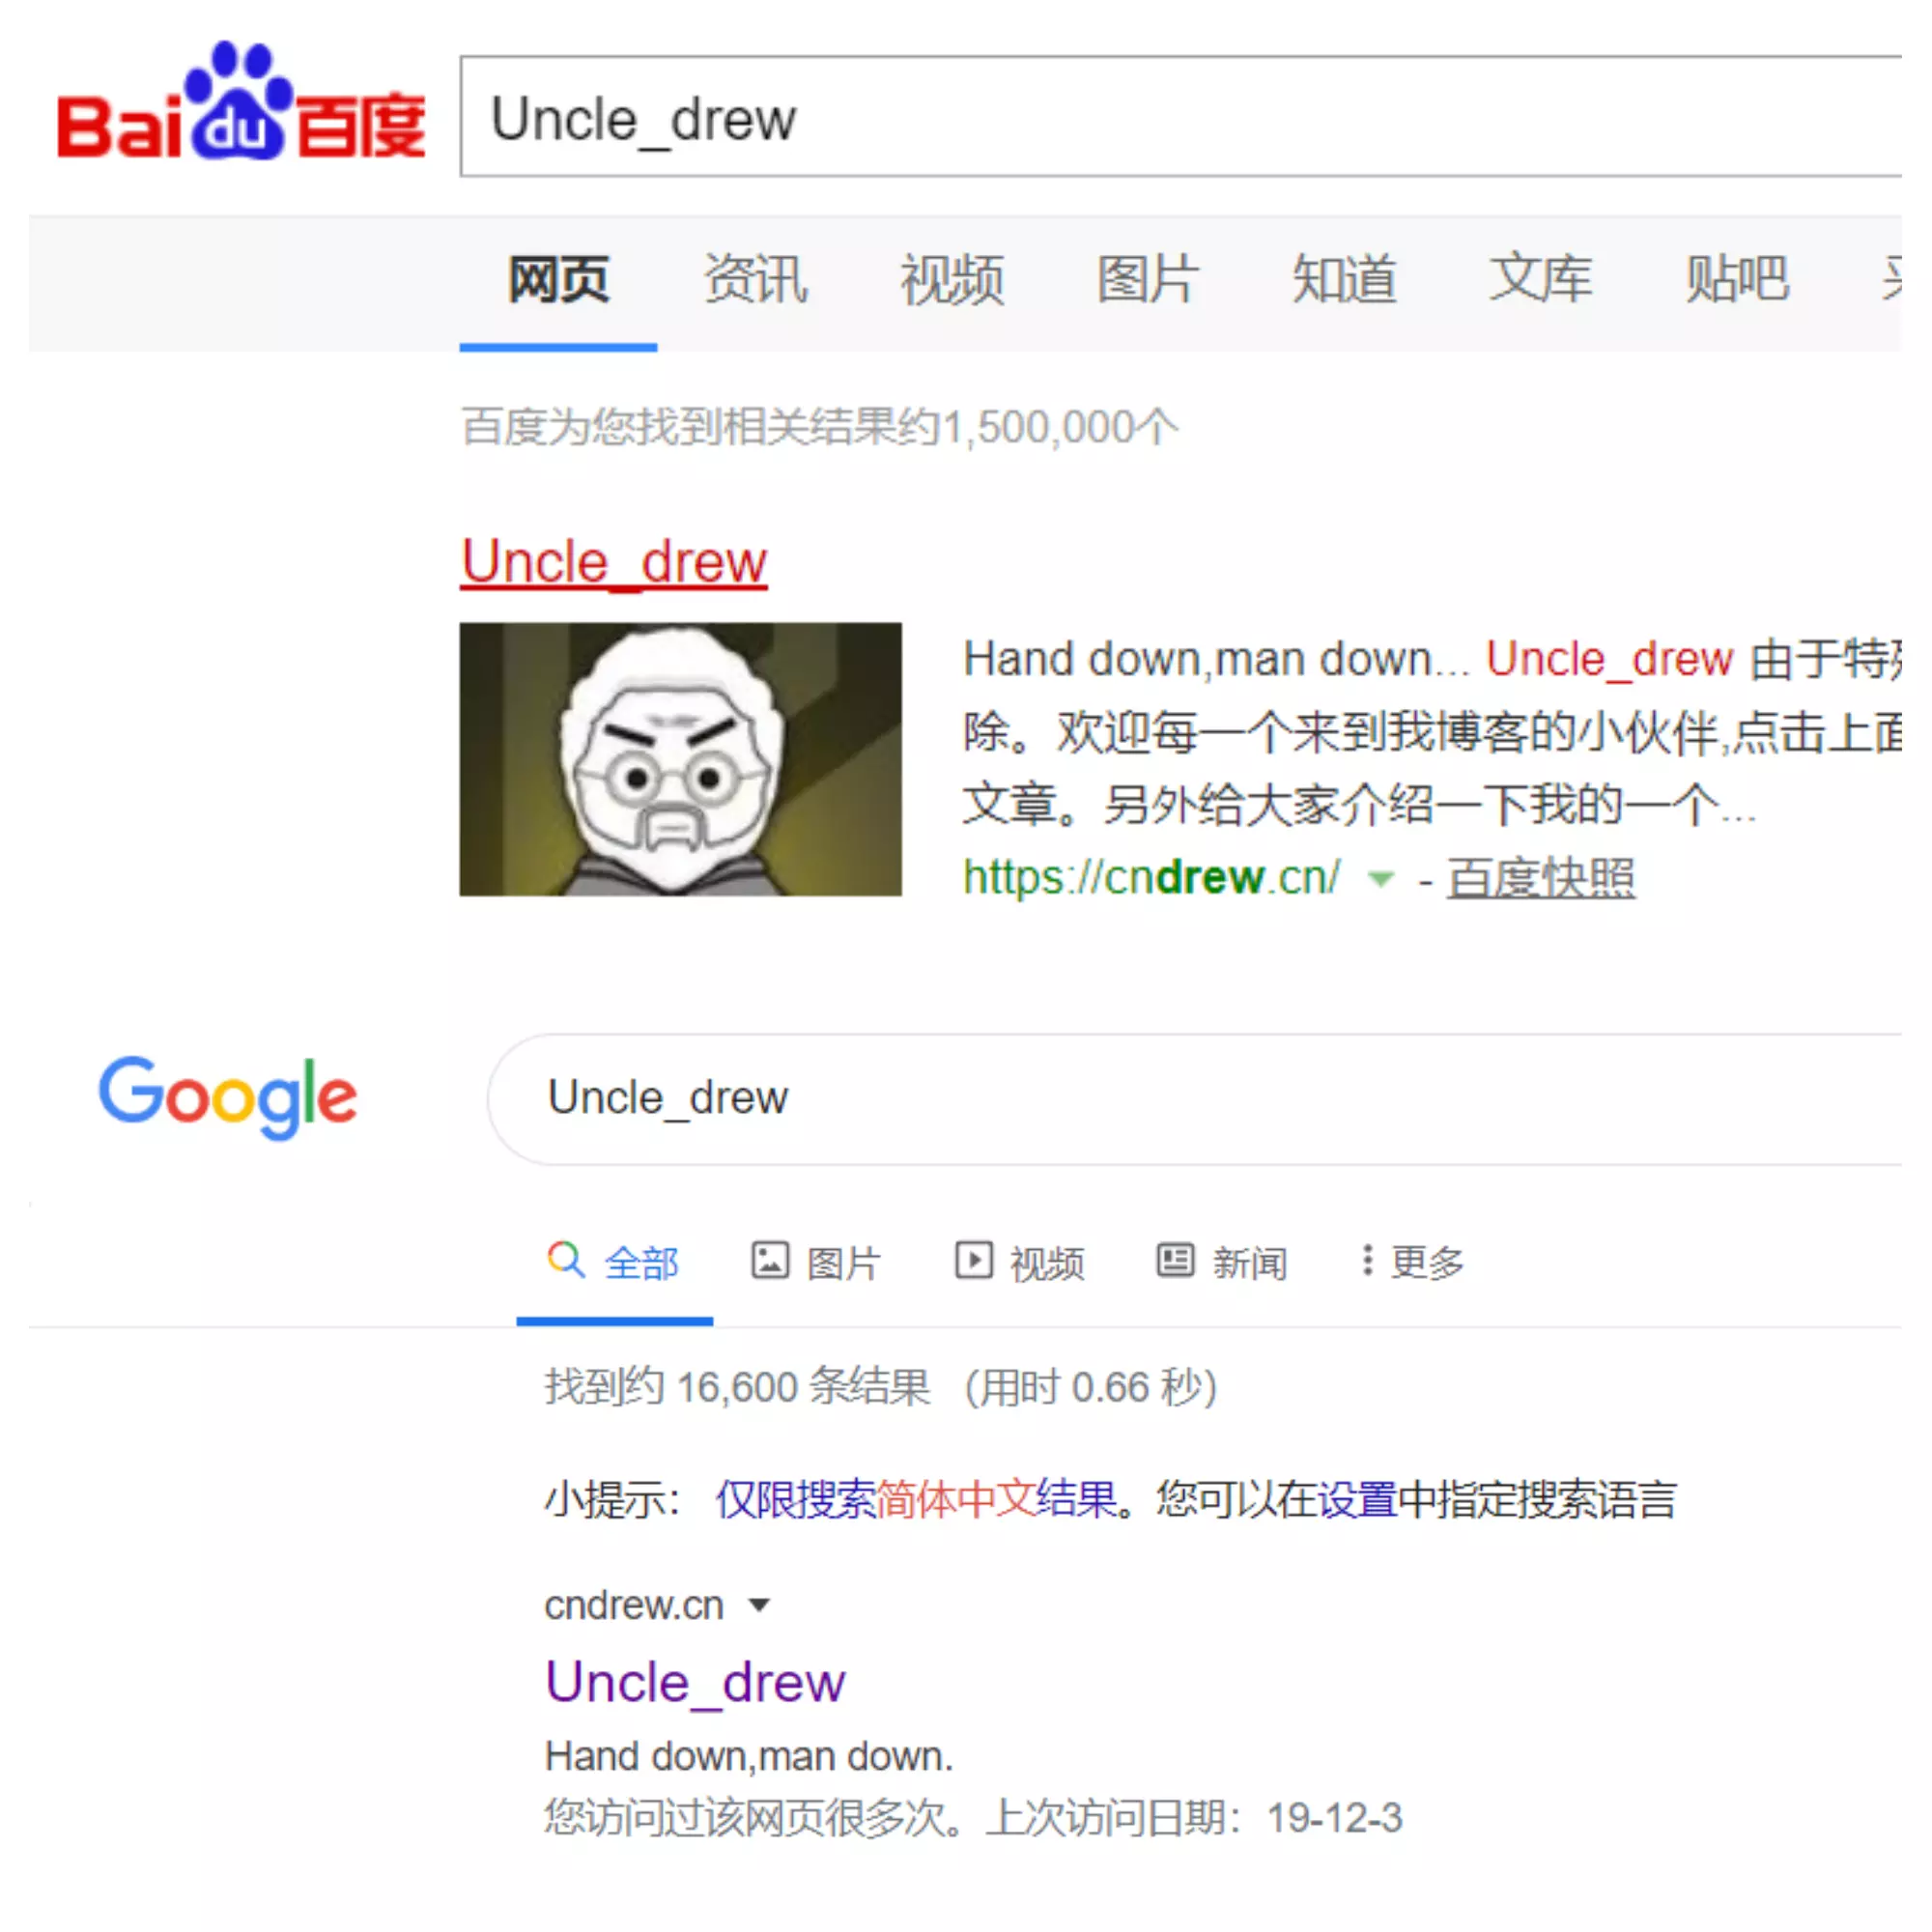 Bai du 百度
Uncle_drew
网页 资讯 视频 图片 知道 文库 贴吧
百度为您找到相关结果约1,500,000个
Uncle_drew
Hand down,man down... Uncle_drew 由于特
除。欢迎每一个来到我博客的小伙伴,点击上面
文章。另外给大家介绍一下我的一个...
https://cndrew.cn/ - 百度快照
Google
Uncle_drew
全部 图片 视频 新闻 更多
找到约 16,600 条结果 （用时 0.66 秒）
小提示： 仅限搜索简体中文结果。您可以在设置中指定搜索语言
cndrew.cn
Uncle_drew
Hand down,man down.
您访问过该网页很多次。上次访问日期：19-12-3